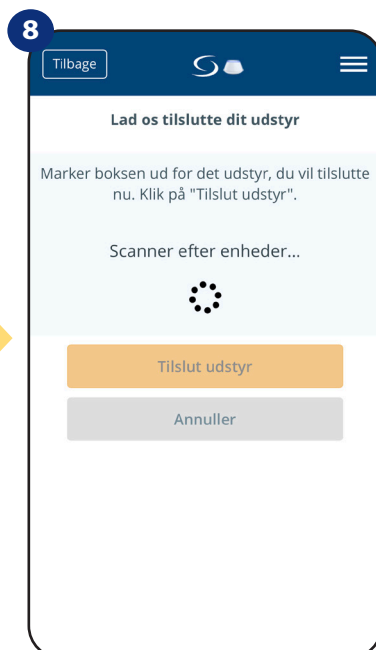 8
Tilbage
Lad os tilslutte dit udstyr
Marker boksen ud for det udstyr, du vil tilslutte
nu. Klik på "Tilslut udstyr".
Scanner efter enheder...
Tilslut udstyr
Annuller